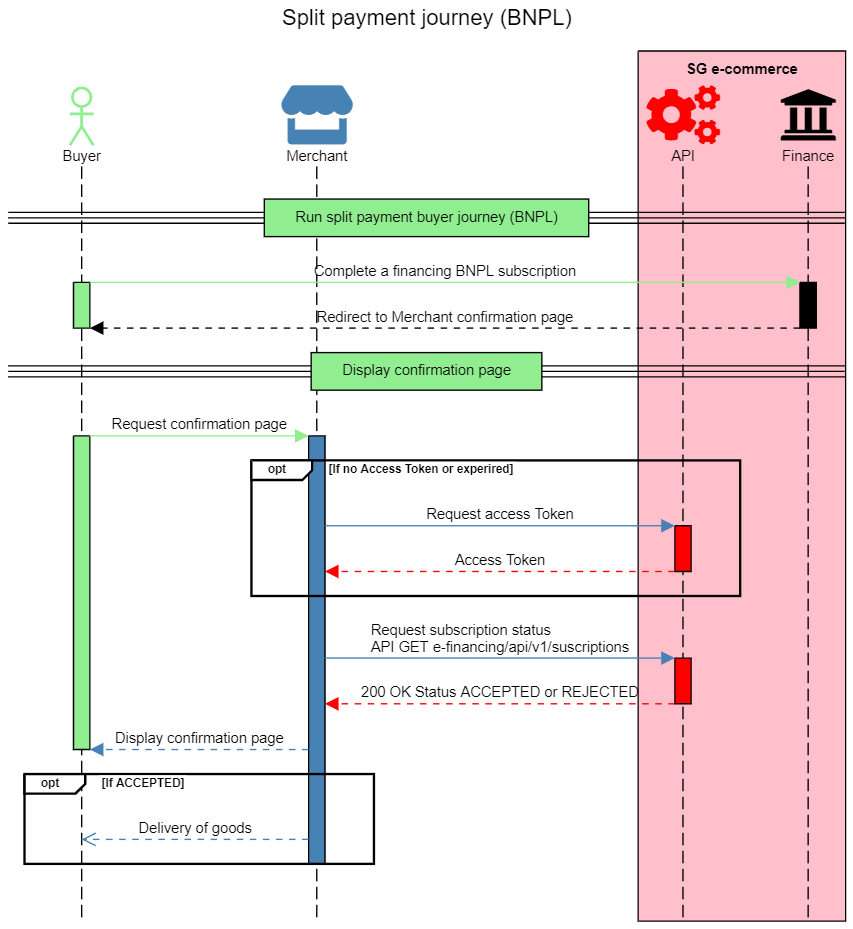 Split payment journey (BNPL)
SG e-commerce
Buyer
Merchant
API
Finance
Run split payment buyer journey (BNPL)
Complete a financing BNPL subscription
Redirect to Merchant confirmation page
Display confirmation page
Request confirmation page
opt
[If no Access Token or experired]
Request access Token
Access Token
Request subscription status
API GET e-financing/api/v1/suscriptions
200 OK Status ACCEPTED or REJECTED
Display confirmation page
opt
[If ACCEPTED]
Delivery of goods